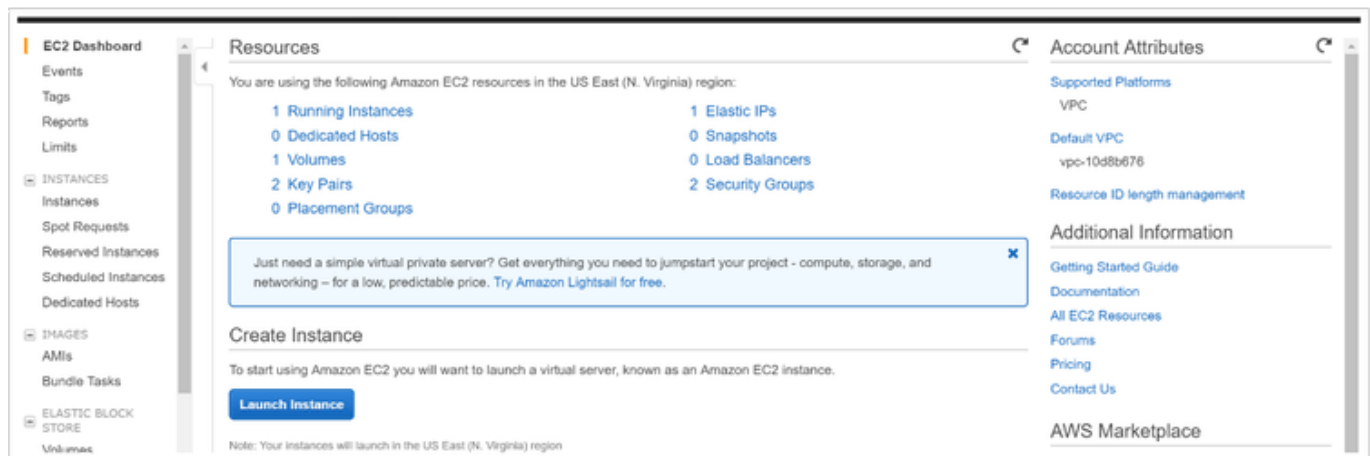 EC2 Dashboard
Events
Tags
Reports
Limits
INSTANCES
Instances
Spot Requests
Reserved Instances
Scheduled Instances
Dedicated Hosts
IMAGES
AMIs
Bundle Tasks
ELASTIC BLOCK
STORE
Volumes
Resources
You are using the following Amazon EC2 resources in the US East (N. Virginia) region:
1 Running Instances
0 Dedicated Hosts
1 Volumes
2 Key Pairs
0 Placement Groups
1 Elastic IPs
0 Snapshots
0 Load Balancers
2 Security Groups
Just need a simple virtual private server? Get everything you need to jumpstart your project - compute, storage, and
networking – for a low, predictable price. Try Amazon Lightsail for free.
Create Instance
To start using Amazon EC2 you will want to launch a virtual server, known as an Amazon EC2 instance.
Launch Instance
Note: Your instances will launch in the US East (N. Virginia) region
Account Attributes
Supported Platforms
VPC
Default VPC
vpc-10d8b676
Resource ID length management
Additional Information
Getting Started Guide
Documentation
All EC2 Resources
Forums
Pricing
Contact Us
AWS Marketplace